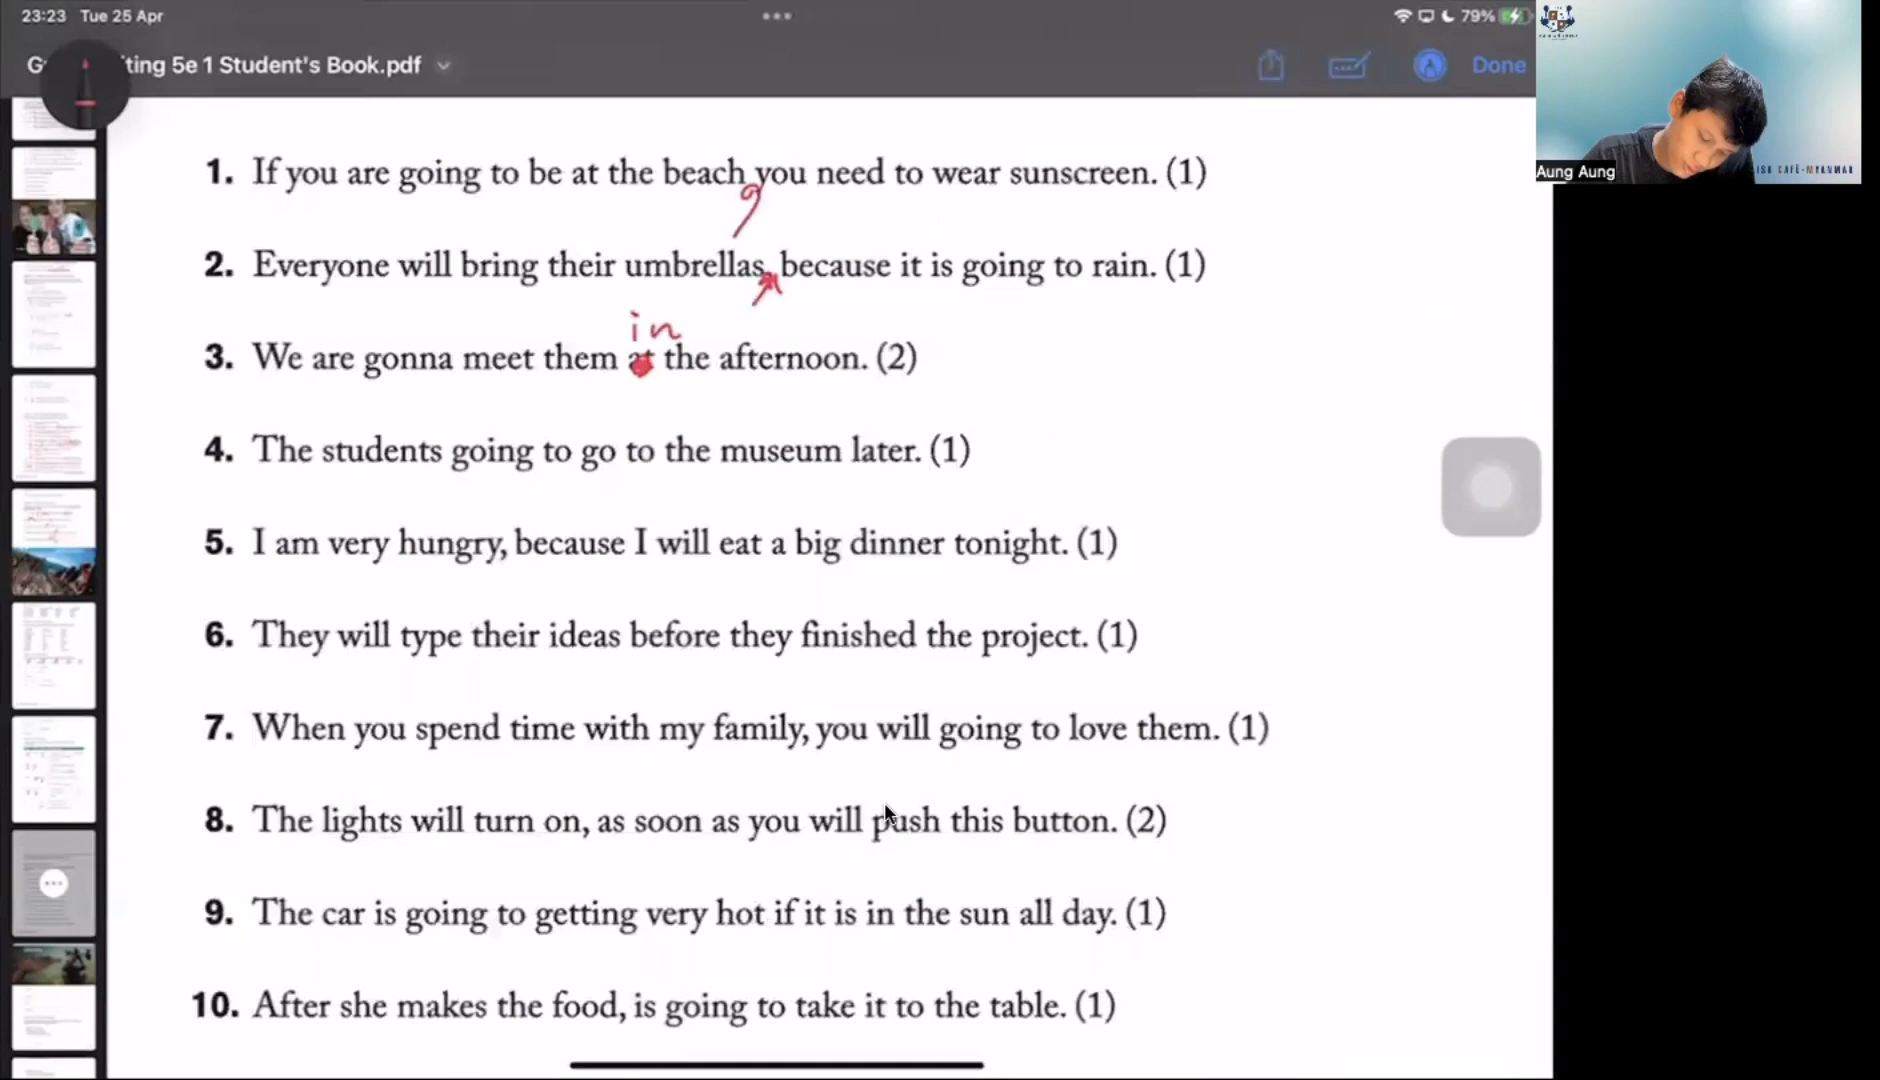 23:23 Tue 25 Apr
79%
G ting 5e 1 Student's Book.pdf
Done
Aung Aung
1. If you are going to be at the beach you need to wear sunscreen. (1)
2. Everyone will bring their umbrellas, because it is going to rain. (1)
in
3. We are gonna meet them at the afternoon. (2)
4. The students going to go to the museum later. (1)
5. I am very hungry, because I will eat a big dinner tonight. (1)
6. They will type their ideas before they finished the project. (1)
7. When you spend time with my family, you will going to love them. (1)
8. The lights will turn on, as soon as you will push this button. (2)
9. The car is going to getting very hot if it is in the sun all day. (1)
10. After she makes the food, is going to take it to the table. (1)